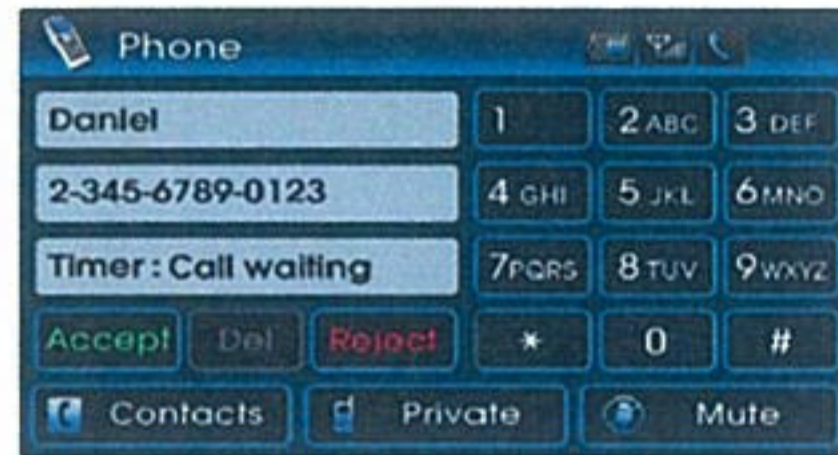 Phone
Daniel
1
2 ABC
3 DEF
2-345-6789-0123
4 GHI
5 JKL
6 MNO
Timer : Call waiting
7 PQRS
8 TUV
9 WXYZ
Accept
Del
Reject
*
0
#
Contacts
Private
Mute